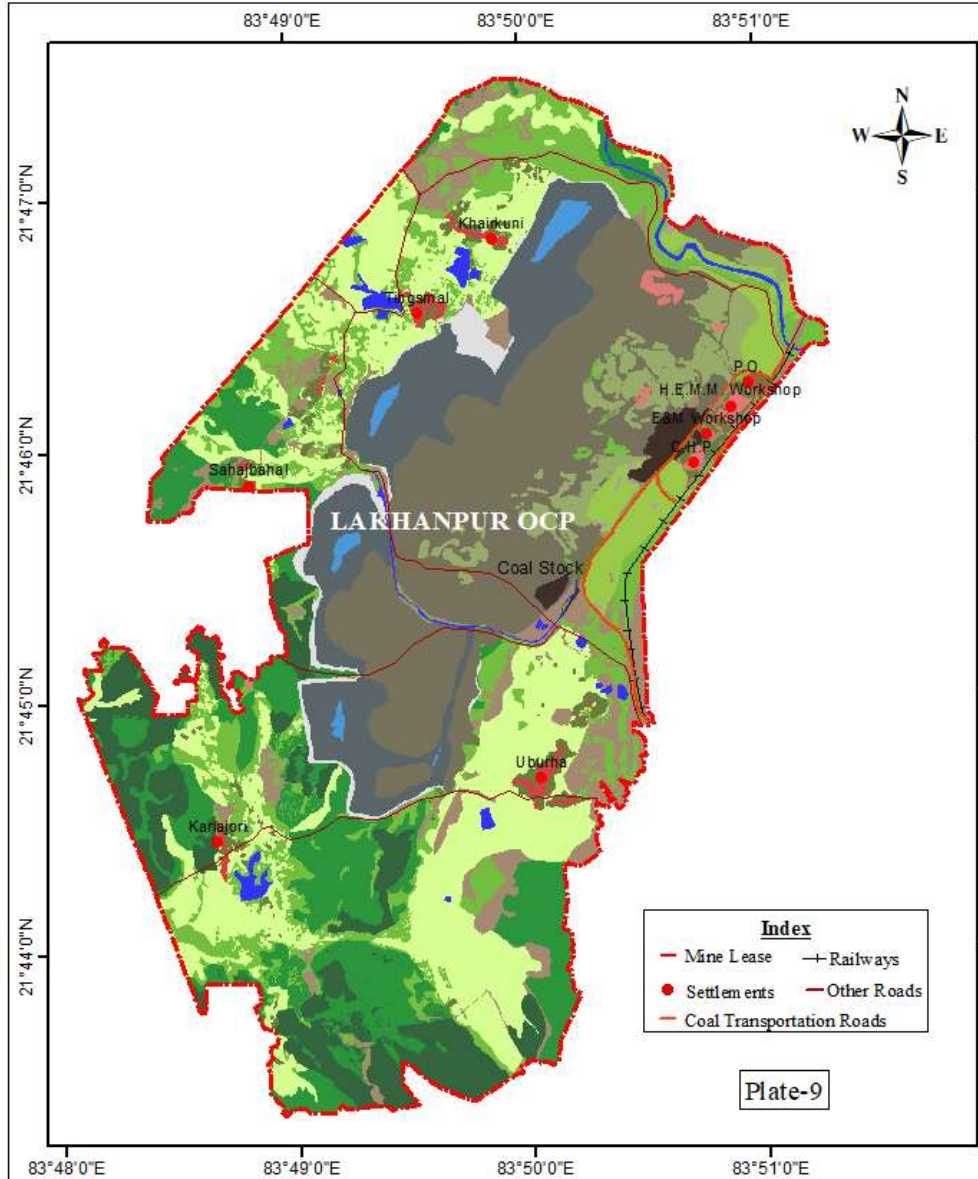 83°49'0"E
83°50'0"E
83°51'0"E
N
W
E
S
21°47'0"N
Khairkuni
Tingsmal
P.O.
H.E.M.M. Workshop
E&M Workshop
C.H.P.
21°46'0"N
Sahajbahal
LAKHANPUR OCP
Coal Stock
21°45'0"N
Uburha
Kariajori
21°44'0"N
Index
Mine Lease
Railways
Settlements
Other Roads
Coal Transportation Roads
Plate-9
83°48'0"E
83°49'0"E
83°50'0"E
83°51'0"E